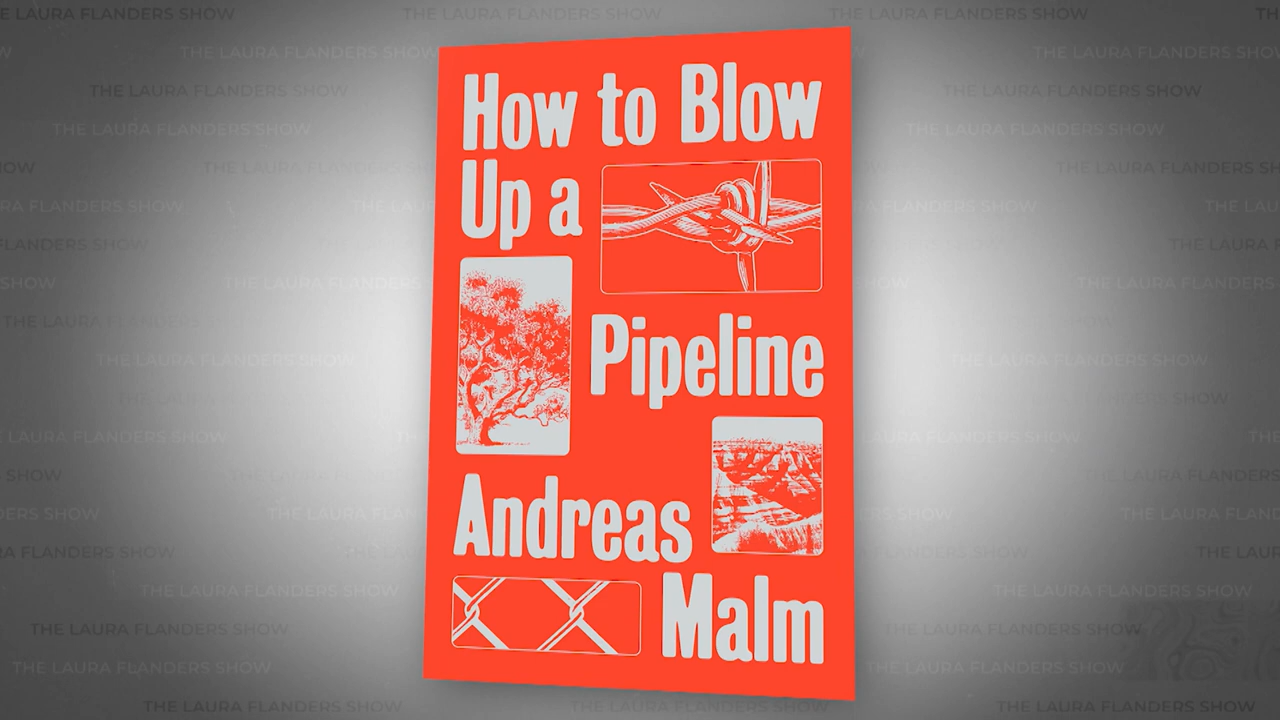 THE LAURA FLANDERS SHOW
How to Blow
Up a
Pipeline
Andreas
Malm